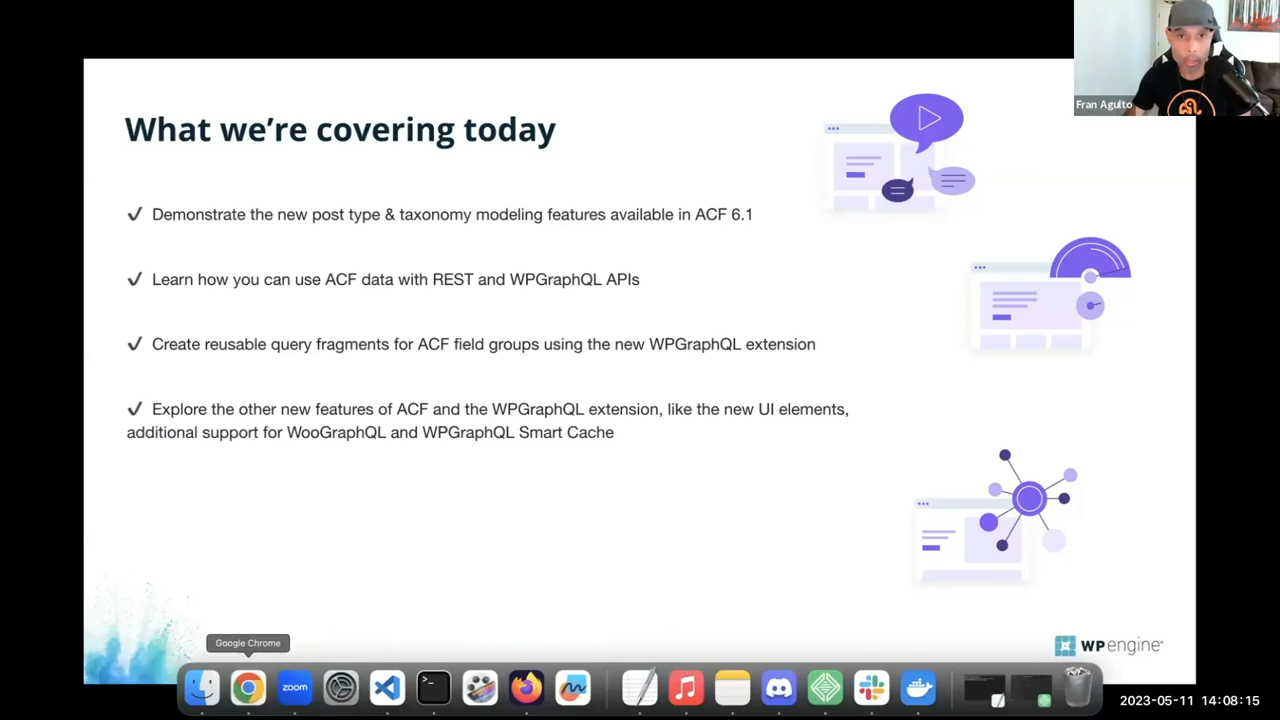 Fran Agulto
What we're covering today
✓ Demonstrate the new post type & taxonomy modeling features available in ACF 6.1
✓ Learn how you can use ACF data with REST and WPGraphQL APIs
✓ Create reusable query fragments for ACF field groups using the new WPGraphQL extension
✓ Explore the other new features of ACF and the WPGraphQL extension, like the new UI elements,
additional support for WooGraphQL and WPGraphQL Smart Cache
Google Chrome
WP engine®
zoom
2023-05-11 14:08:15